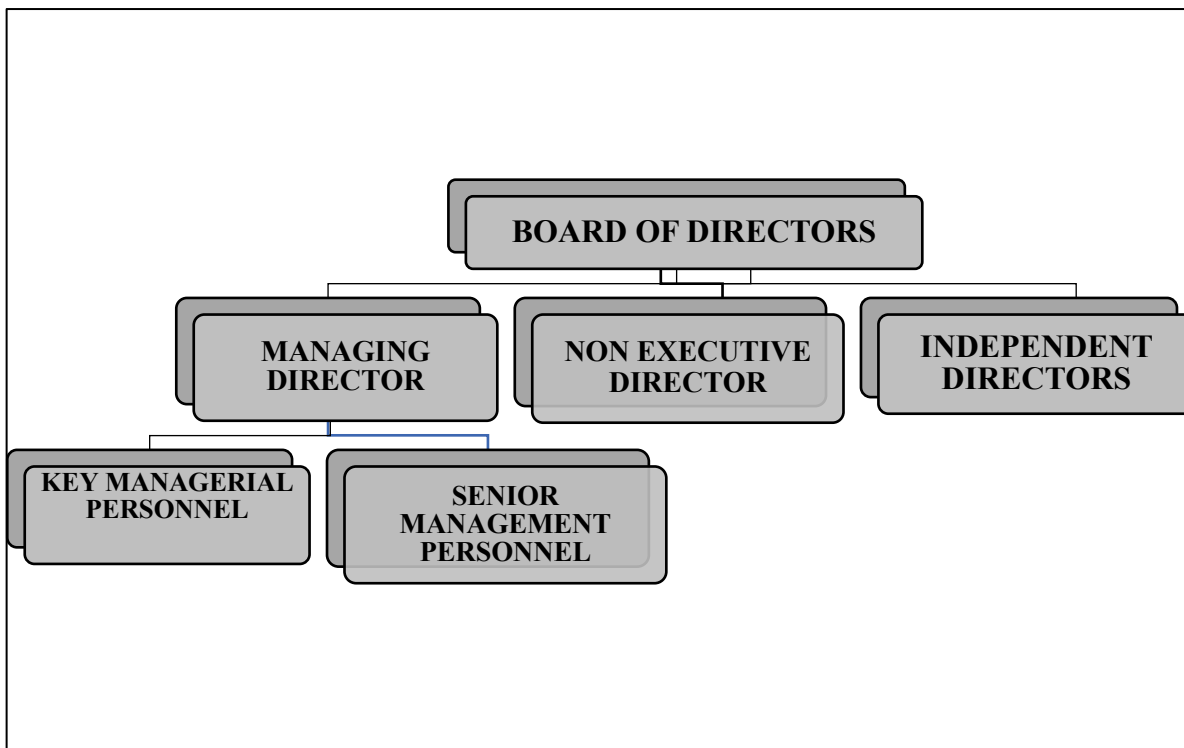 BOARD OF DIRECTORS
MANAGING
DIRECTOR
NON EXECUTIVE
DIRECTOR
INDEPENDENT
DIRECTORS
KEY MANAGERIAL
PERSONNEL
SENIOR
MANAGEMENT
PERSONNEL